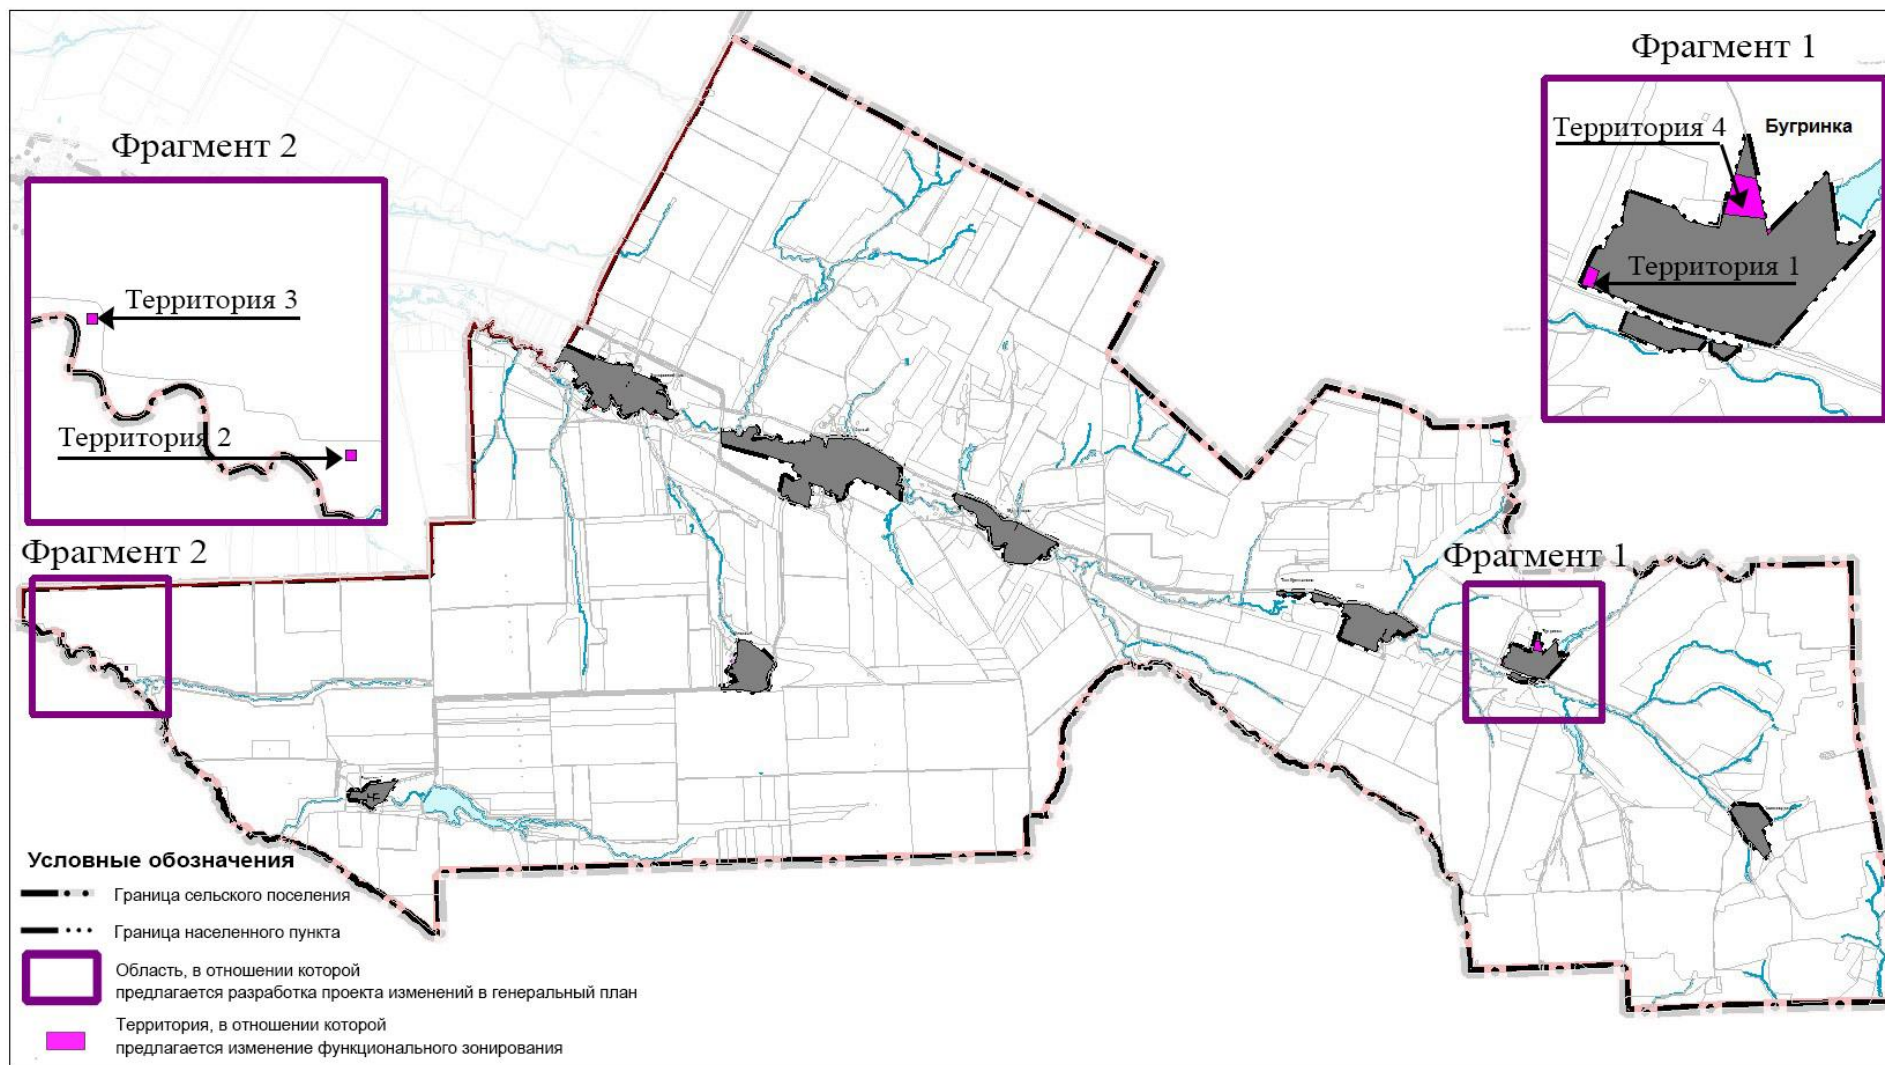 Фрагмент 1
Территория 4
Бугринка
Территория 1
Фрагмент 2
Территория 3
Территория 2
Фрагмент 2
Фрагмент 1
Условные обозначения
Граница сельского поселения
Граница населенного пункта
Область, в отношении которой
предлагается разработка проекта изменений в генеральный план
Территория, в отношении которой
предлагается изменение функционального зонирования